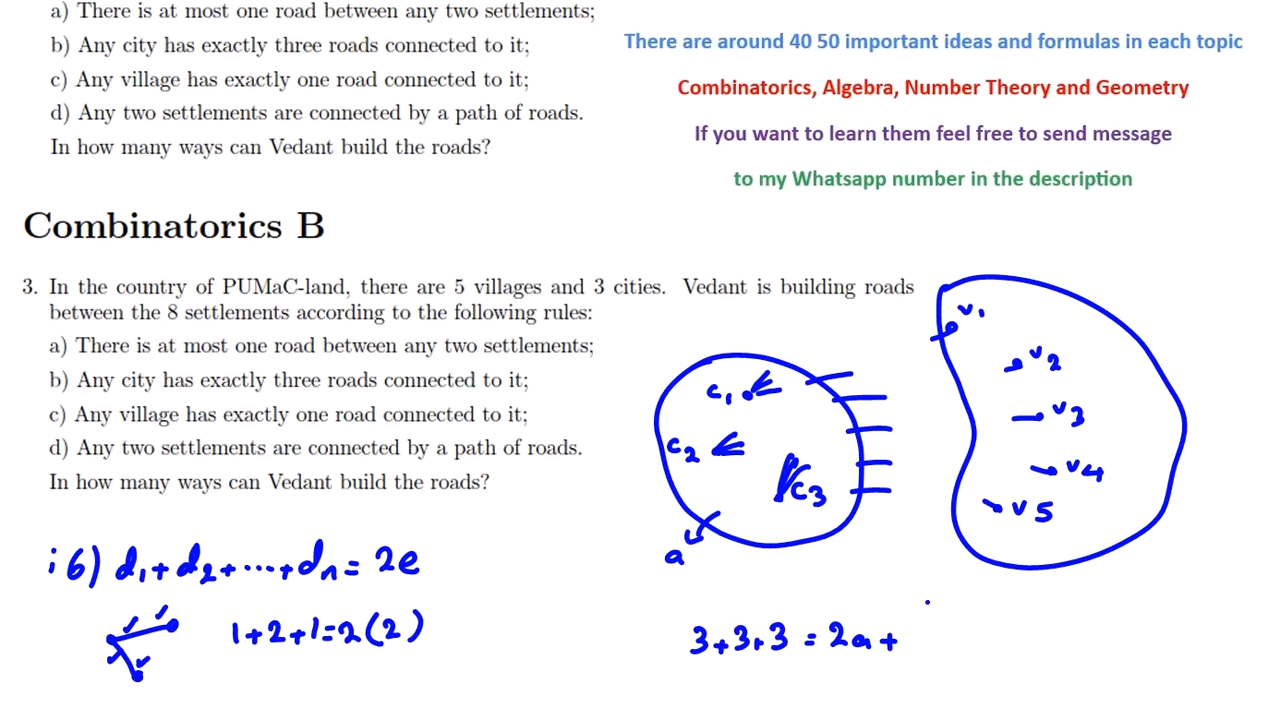 a) There is at most one road between any two settlements;
b) Any city has exactly three roads connected to it;
c) Any village has exactly one road connected to it;
d) Any two settlements are connected by a path of roads.
In how many ways can Vedant build the roads?
There are around 40 50 important ideas and formulas in each topic
Combinatorics, Algebra, Number Theory and Geometry
If you want to learn them feel free to send message
to my Whatsapp number in the description
Combinatorics B
3. In the country of PUMaC-land, there are 5 villages and 3 cities. Vedant is building roads
between the 8 settlements according to the following rules:
a) There is at most one road between any two settlements;
b) Any city has exactly three roads connected to it;
c) Any village has exactly one road connected to it;
d) Any two settlements are connected by a path of roads.
In how many ways can Vedant build the roads?
c₁
c₂
c₃
a
v₁
v₂
v₃
v₄
v5
i6) d₁+d₂+...+dₙ= 2e
1+2+1=2(2)
3+3+3 = 2a+